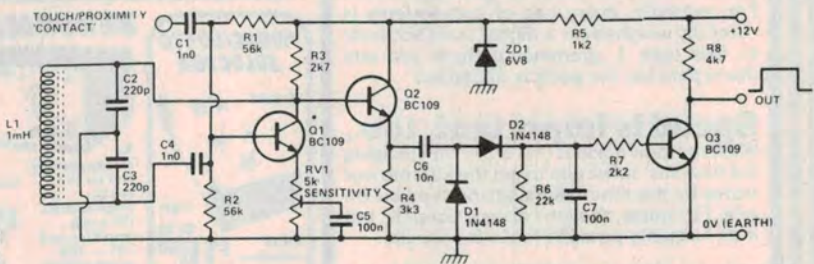 TOUCH/PROXIMITY
'CONTACT'
C1
1n0
R1
56k
R3
2k7
ZD1
6V8
R5
1k2
R8
4k7
+12V
C2
220p
L1
1mH
C3
220p
C4
1n0
Q1
BC109
Q2
BC109
OUT
R2
56k
RV1
5k
SENSITIVITY
C5
100n
R4
3k3
C6
10n
D2
1N4148
D1
1N4148
R6
22k
C7
100n
R7
2k2
Q3
BC109
0V (EARTH)